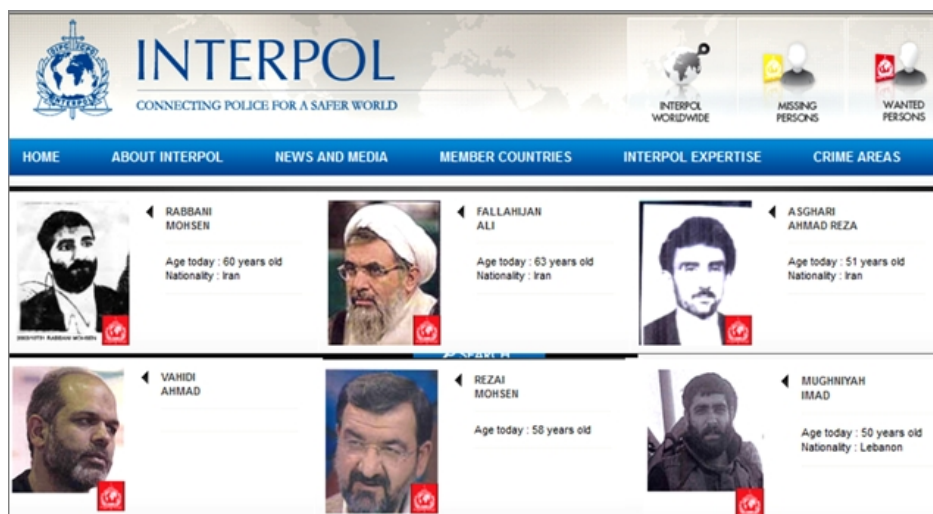 INTERPOL
CONNECTING POLICE FOR A SAFER WORLD
INTERPOL
WORLDWIDE
MISSING
PERSONS
WANTED
PERSONS
HOME ABOUT INTERPOL NEWS AND MEDIA MEMBER COUNTRIES INTERPOL EXPERTISE CRIME AREAS
RABBANI
MOHSEN
Age today : 60 years old
Nationality : Iran
RABBANI MOHSEN
FALLAHIJAN
ALI
Age today : 63 years old
Nationality : Iran
ASGHARI
AHMAD REZA
Age today : 51 years old
Nationality : Iran
VAHIDI
AHMAD
REZAI
MOHSEN
Age today : 58 years old
MUGHNIYAH
IMAD
Age today : 50 years old
Nationality : Lebanon